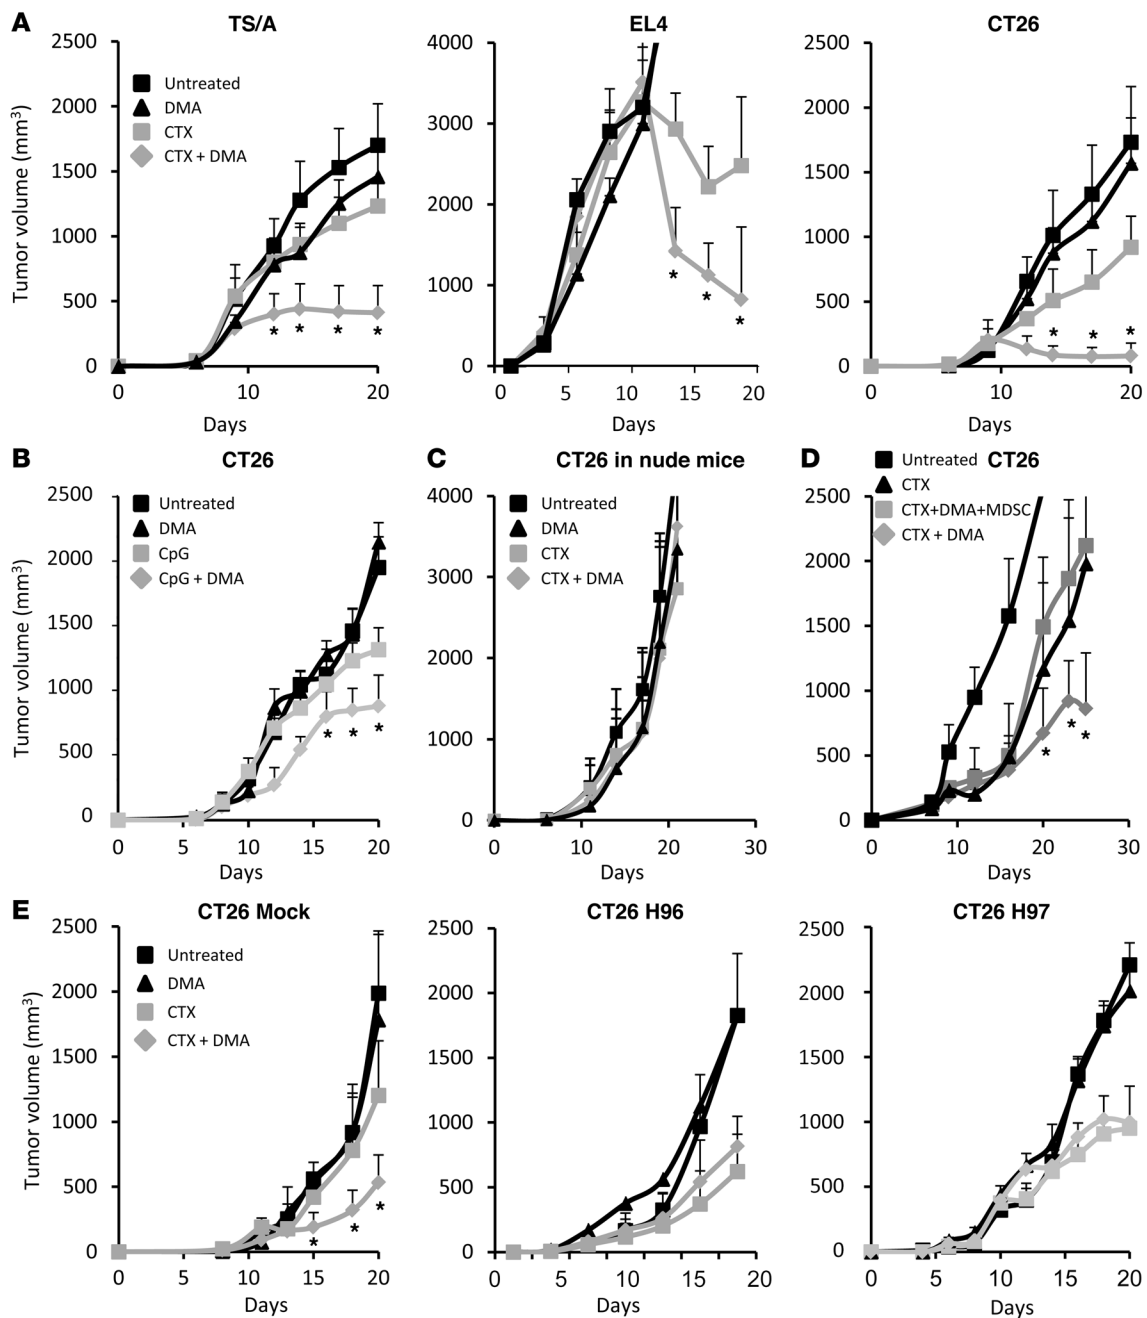 A
TS/A
EL4
CT26
Tumor volume (mm3)
2500
2000
1500
1000
500
0
Untreated
DMA
CTX
CTX + DMA
* * * *
0 5 10 15 20
Days
4000
3000
2000
1000
0
* * *
0 5 10 15 20
Days
2500
2000
1500
1000
500
0
* * *
0 5 10 15 20
Days
B
CT26
Tumor volume (mm3)
2500
2000
1500
1000
500
0
Untreated
DMA
CpG
CpG + DMA
* * *
0 5 10 15 20
Days
C
CT26 in nude mice
4000
3000
2000
1000
0
Untreated
DMA
CTX
CTX + DMA
0 10 20 30
Days
D
CT26
Untreated
CTX
CTX+DMA+MDSC
CTX + DMA
2500
2000
1500
1000
500
0
* * *
0 10 20 30
Days
E
CT26 Mock
Tumor volume (mm3)
2500
2000
1500
1000
500
0
Untreated
DMA
CTX
CTX + DMA
* * *
0 5 10 15 20
Days
CT26 H96
2500
2000
1500
1000
500
0
0 5 10 15 20
Days
CT26 H97
2500
2000
1500
1000
500
0
0 5 10 15 20
Days